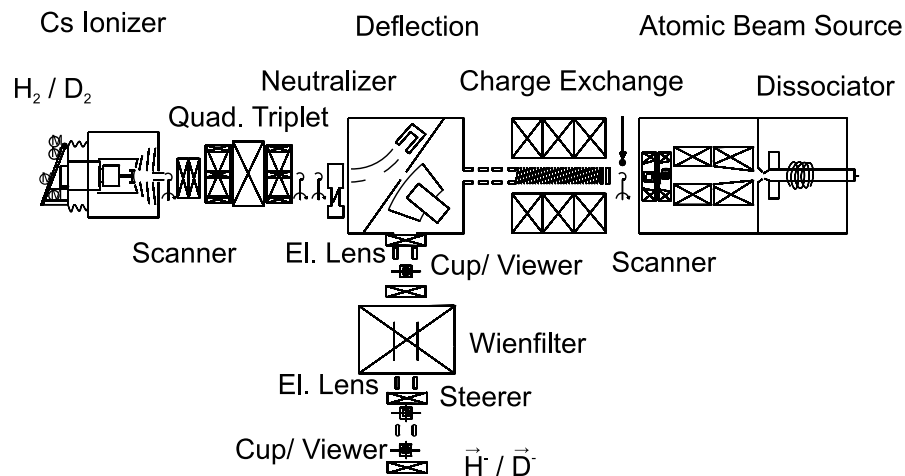 Cs Ionizer
Deflection
Atomic Beam Source
Neutralizer
Charge Exchange
Dissociator
H₂ / D₂
Quad. Triplet
Scanner
El. Lens
Cup/ Viewer
Scanner
Wienfilter
El. Lens
Steerer
Cup/ Viewer
H⃗⁻ / D⃗⁻